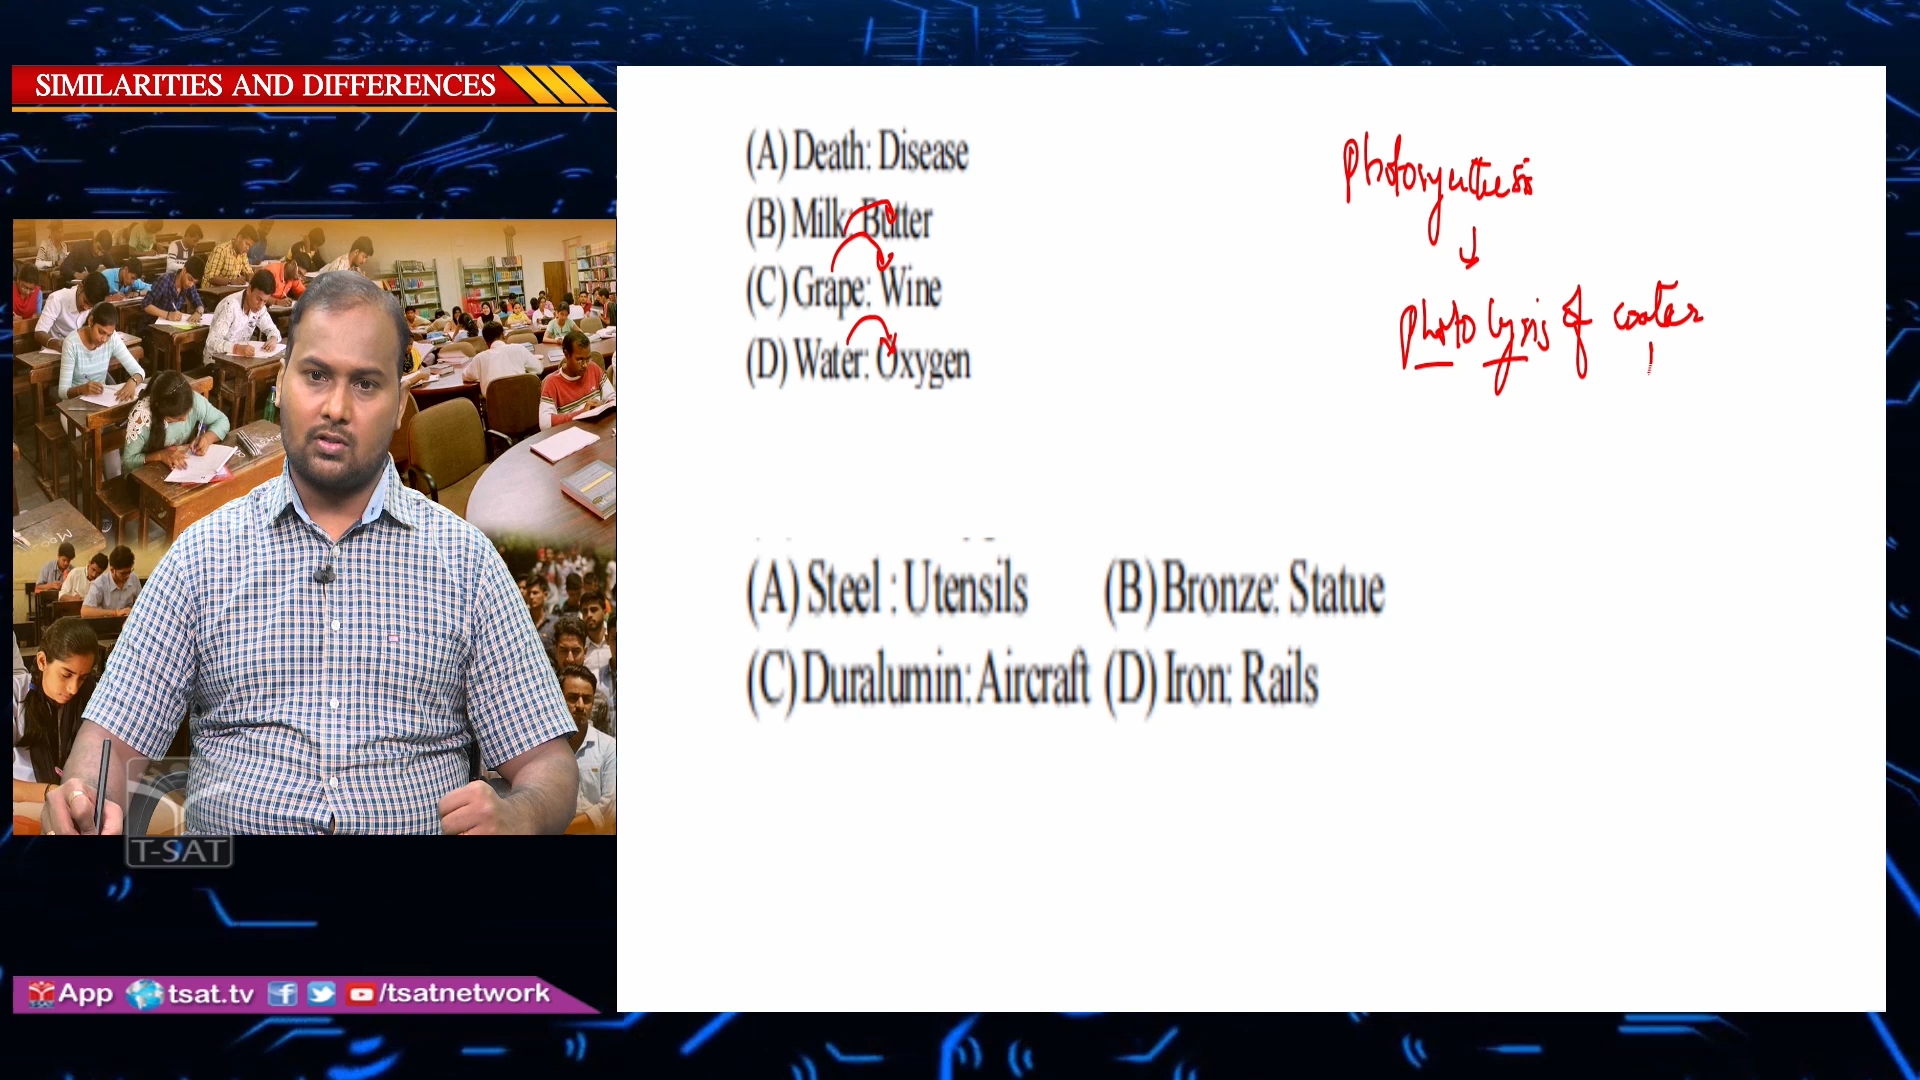 SIMILARITIES AND DIFFERENCES
(A) Death: Disease
(B) Milk: Butter
(C) Grape: Wine
(D) Water: Oxygen
Photosynthesis
Photolysis of water
(A) Steel : Utensils (B) Bronze: Statue
(C) Duralumin: Aircraft (D) Iron: Rails
T-SAT
App tsat.tv /tsatnetwork